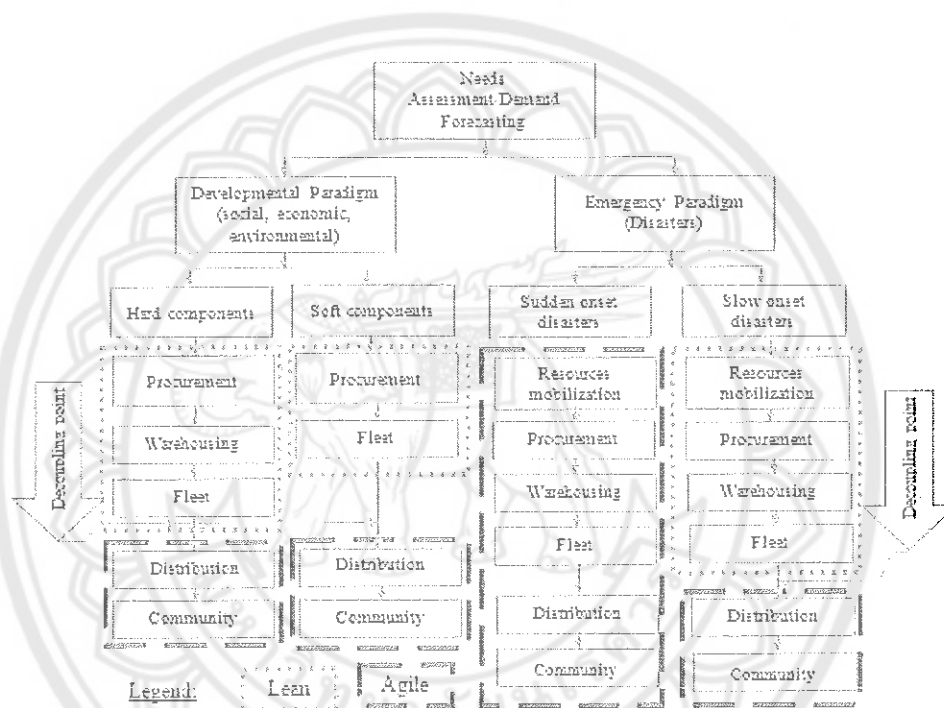 Needs
Assessment-Demand
Forecasting
Developmental Paradigm
(social, economic,
environmental)
Emergency Paradigm
(Disasters)
Hard components
Soft components
Sudden onset
disasters
Slow onset
disasters
Procurement
Warehousing
Fleet
Distribution
Community
Procurement
Fleet
Distribution
Community
Resources
mobilization
Procurement
Warehousing
Fleet
Distribution
Community
Resources
mobilization
Procurement
Warehousing
Fleet
Distribution
Community
Decoupling point
Decoupling point
Legend:
Lean
Agile